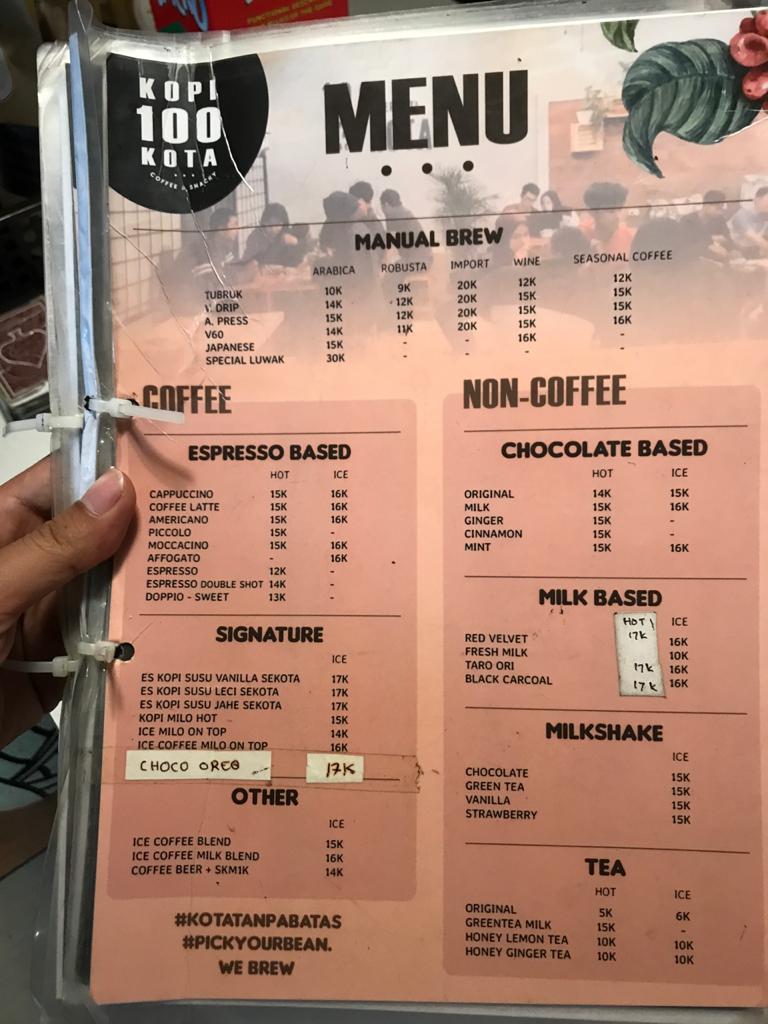 KOPI
100
KOTA
COFFEE & SNACKY
MENU
MANUAL BREW
ARABICA ROBUSTA IMPORT WINE SEASONAL COFFEE
TUBRUK 10K 9K 20K 12K 12K
V. DRIP 14K 12K 20K 15K 15K
A. PRESS 15K 12K 20K 15K 15K
V60 14K 11K 20K 15K 16K
JAPANESE 15K - - 16K -
SPECIAL LUWAK 30K - - - -
COFFEE
ESPRESSO BASED
HOT ICE
CAPPUCCINO 15K 16K
COFFEE LATTE 15K 16K
AMERICANO 15K 16K
PICCOLO 15K -
MOCCACINO 15K 16K
AFFOGATO - 16K
ESPRESSO 12K -
ESPRESSO DOUBLE SHOT 14K -
DOPPIO - SWEET 13K -
SIGNATURE
ICE
ES KOPI SUSU VANILLA SEKOTA 17K
ES KOPI SUSU LECI SEKOTA 17K
ES KOPI SUSU JAHE SEKOTA 17K
KOPI MILO HOT 15K
ICE MILO ON TOP 14K
ICE COFFEE MILO ON TOP 16K
CHOCO OREO 17K
OTHER
ICE
ICE COFFEE BLEND 15K
ICE COFFEE MILK BLEND 16K
COFFEE BEER + SKM1K 14K
#KOTATANPABATAS
#PICKYOURBEAN.
WE BREW
NON-COFFEE
CHOCOLATE BASED
HOT ICE
ORIGINAL 14K 15K
MILK 15K 16K
GINGER 15K -
CINNAMON 15K -
MINT 15K 16K
MILK BASED
HOT ICE
RED VELVET 17K 16K
FRESH MILK 10K
TARO ORI 17K 16K
BLACK CARCOAL 17K 16K
MILKSHAKE
ICE
CHOCOLATE 15K
GREEN TEA 15K
VANILLA 15K
STRAWBERRY 15K
TEA
HOT ICE
ORIGINAL 5K 6K
GREENTEA MILK 15K -
HONEY LEMON TEA 10K 10K
HONEY GINGER TEA 10K 10K